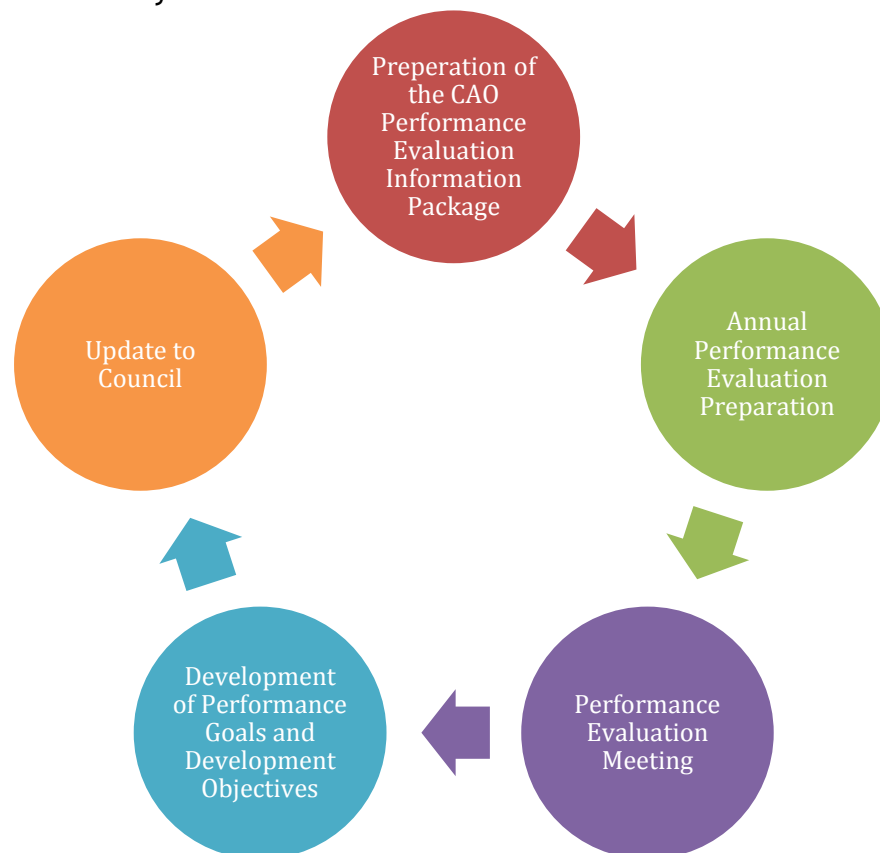 Preperation of
the CAO
Performance
Evaluation
Information
Package
Annual
Performance
Evaluation
Preparation
Performance
Evaluation
Meeting
Development
of Performance
Goals and
Development
Objectives
Update to
Council